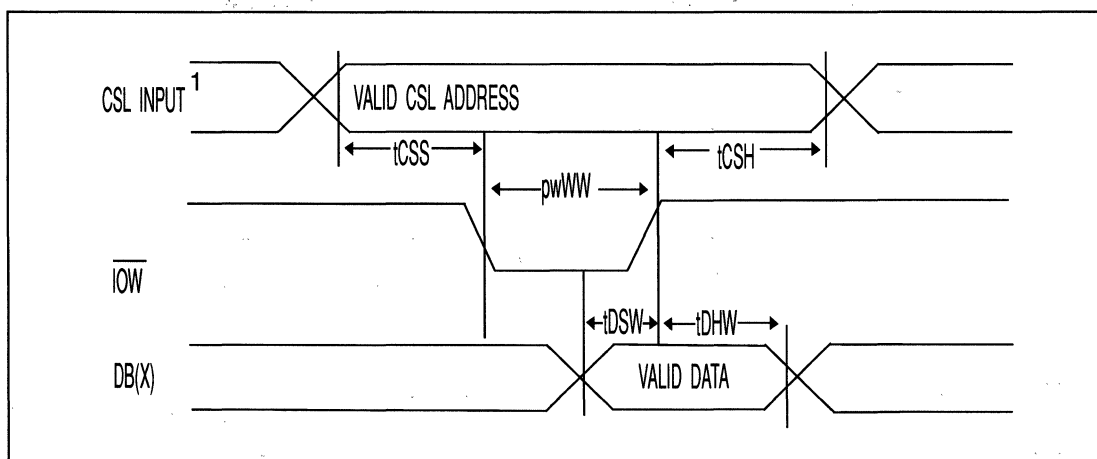 CSL INPUT 1
VALID CSL ADDRESS
tCSS
tCSH
pwWW
IOW
tDSW
tDHW
DB(X)
VALID DATA